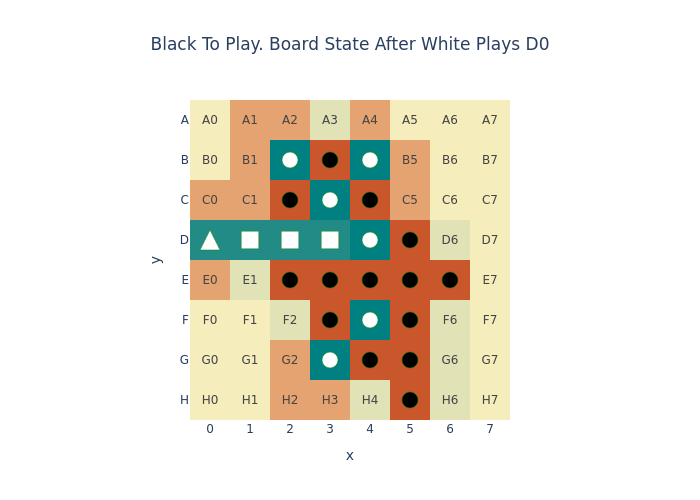 Black To Play. Board State After White Plays D0
A A0 A1 A2 A3 A4 A5 A6 A7
B B0 B1 B5 B6 B7
C C0 C1 C5 C6 C7
D D6 D7
y
E E0 E1 E7
F F0 F1 F2 F6 F7
G G0 G1 G2 G6 G7
H H0 H1 H2 H3 H4 H6 H7
0 1 2 3 4 5 6 7
x